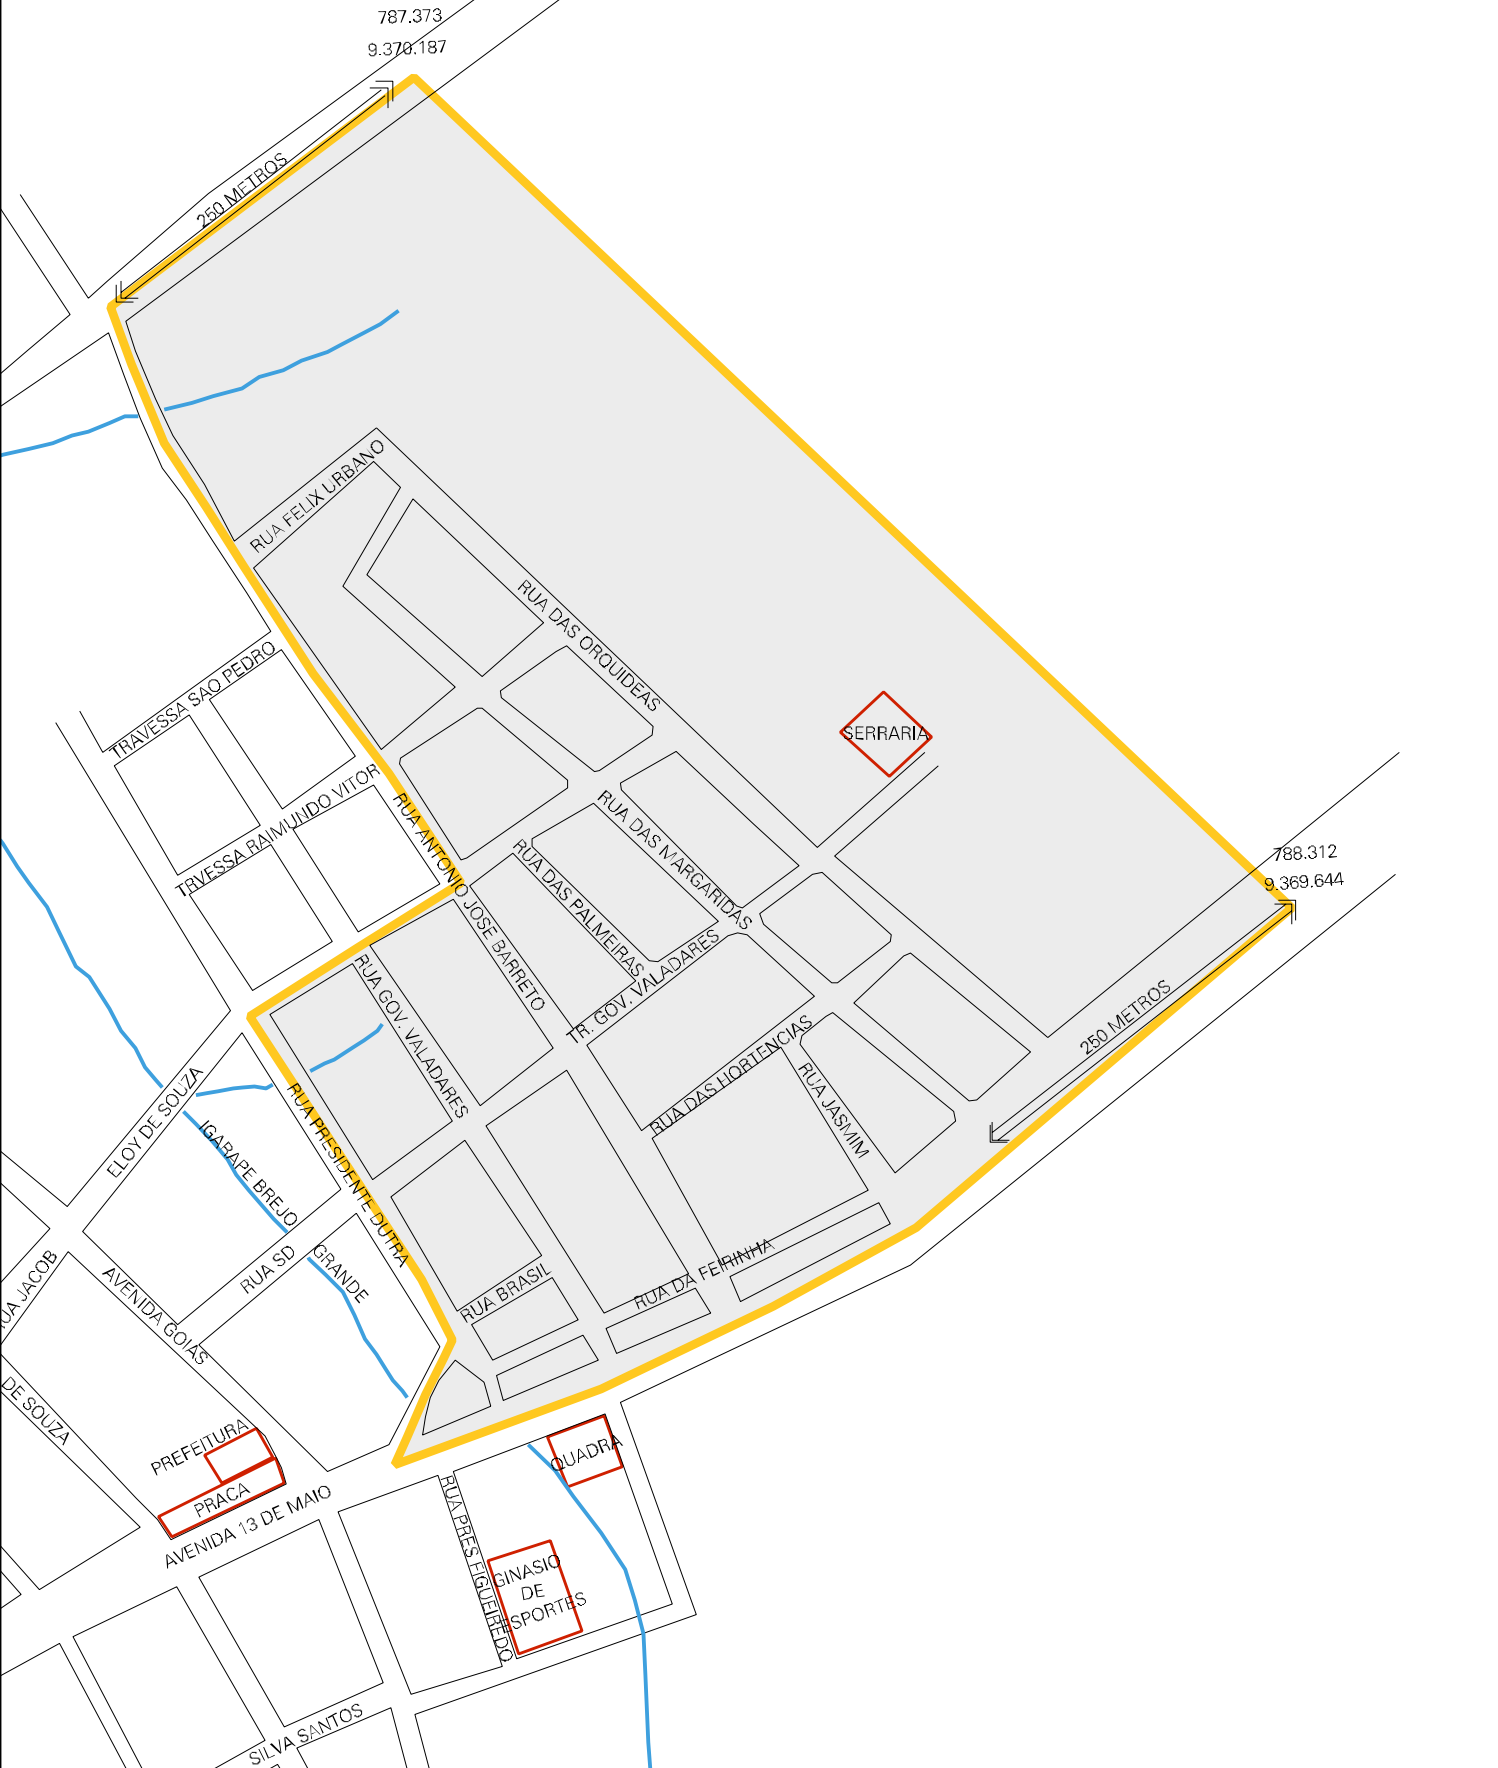 787.373
9.370.187
250 METROS
RUA FELIX URBANO
RUA DAS ORQUIDEAS
TRAVESSA SAO PEDRO
SERRARIA
TRVESSA RAIMUNDO VITOR
RUA ANTONIO JOSE BARRETO
RUA DAS MARGARIDAS
RUA DAS PALMEIRAS
788.312
9.369.644
TR. GOV. VALADARES
RUA GOV. VALADARES
250 METROS
RUA DAS HORTENCIAS
RUA JASMIM
ELOY DE SOUZA
RUA PRESIDENTE DUTRA
IGARAPE BREJO
GRANDE
RUA SD
RUA DA FEIRINHA
RUA BRASIL
UA JACOB
AVENIDA GOIAS
DE SOUZA
PREFEITURA
PRACA
QUADRA
AVENIDA 13 DE MAIO
RUA PRES FIGUEIREDO
GINASIO
DE
ESPORTES
SILVA SANTOS